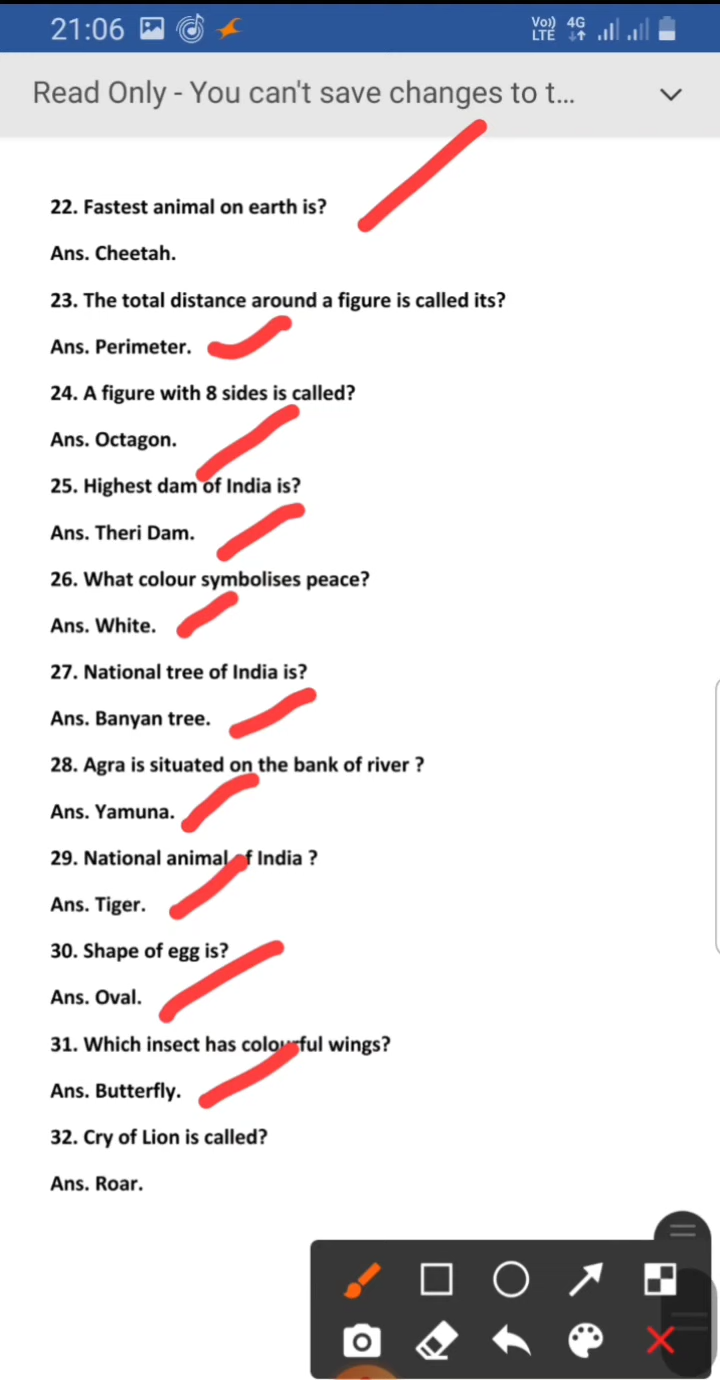 21:06 Vo)) LTE 4G
Read Only - You can't save changes to t...
22. Fastest animal on earth is?
Ans. Cheetah.
23. The total distance around a figure is called its?
Ans. Perimeter.
24. A figure with 8 sides is called?
Ans. Octagon.
25. Highest dam of India is?
Ans. Theri Dam.
26. What colour symbolises peace?
Ans. White.
27. National tree of India is?
Ans. Banyan tree.
28. Agra is situated on the bank of river ?
Ans. Yamuna.
29. National animal of India ?
Ans. Tiger.
30. Shape of egg is?
Ans. Oval.
31. Which insect has colourful wings?
Ans. Butterfly.
32. Cry of Lion is called?
Ans. Roar.